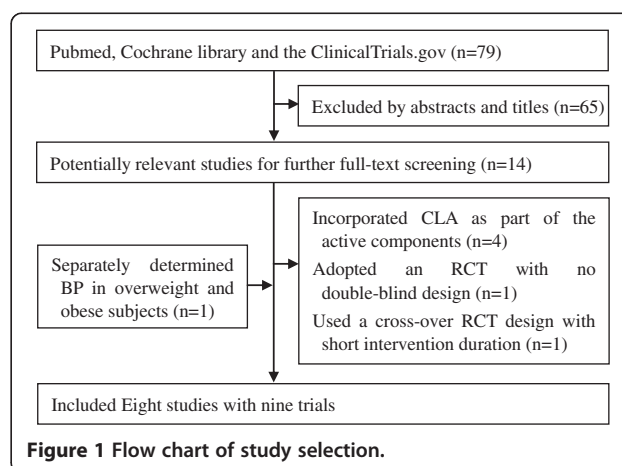 Pubmed, Cochrane library and the ClinicalTrials.gov (n=79)
Excluded by abstracts and titles (n=65)
Potentially relevant studies for further full-text screening (n=14)
Separately determined
BP in overweight and
obese subjects (n=1)
Incorporated CLA as part of the
active components (n=4)
Adopted an RCT with no
double-blind design (n=1)
Used a cross-over RCT design with
short intervention duration (n=1)
Included Eight studies with nine trials
Figure 1 Flow chart of study selection.